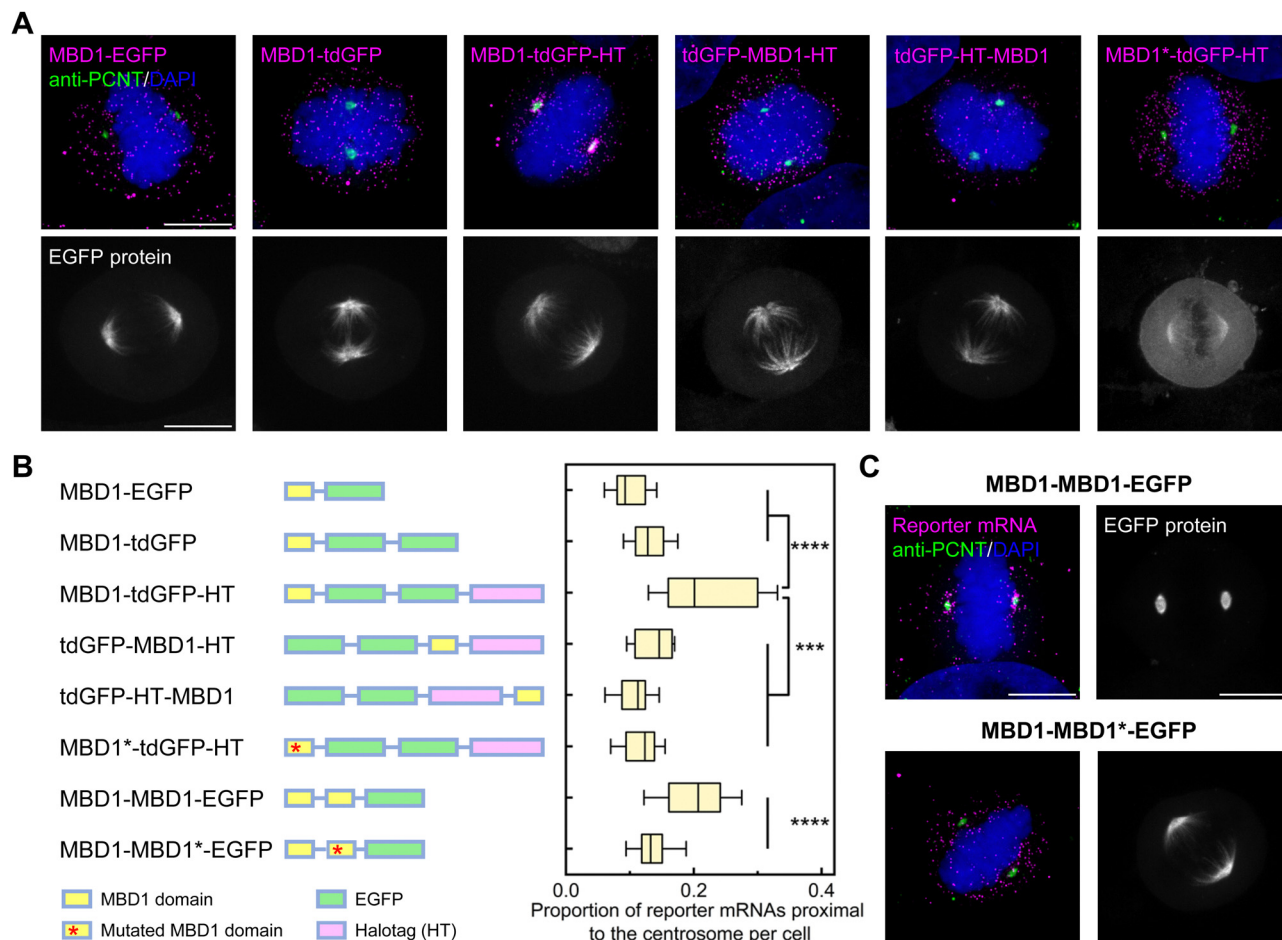 A
MBD1-EGFP
anti-PCNT/DAPI
MBD1-tdGFP
MBD1-tdGFP-HT
tdGFP-MBD1-HT
tdGFP-HT-MBD1
MBD1*-tdGFP-HT
EGFP protein
B
MBD1-EGFP
MBD1-tdGFP
MBD1-tdGFP-HT
tdGFP-MBD1-HT
tdGFP-HT-MBD1
MBD1*-tdGFP-HT
MBD1-MBD1-EGFP
MBD1-MBD1*-EGFP
*
*
MBD1 domain
EGFP
* Mutated MBD1 domain
Halotag (HT)
****
***
****
0.0
0.2
0.4
Proportion of reporter mRNAs proximal
to the centrosome per cell
C
MBD1-MBD1-EGFP
Reporter mRNA
anti-PCNT/DAPI
EGFP protein
MBD1-MBD1*-EGFP